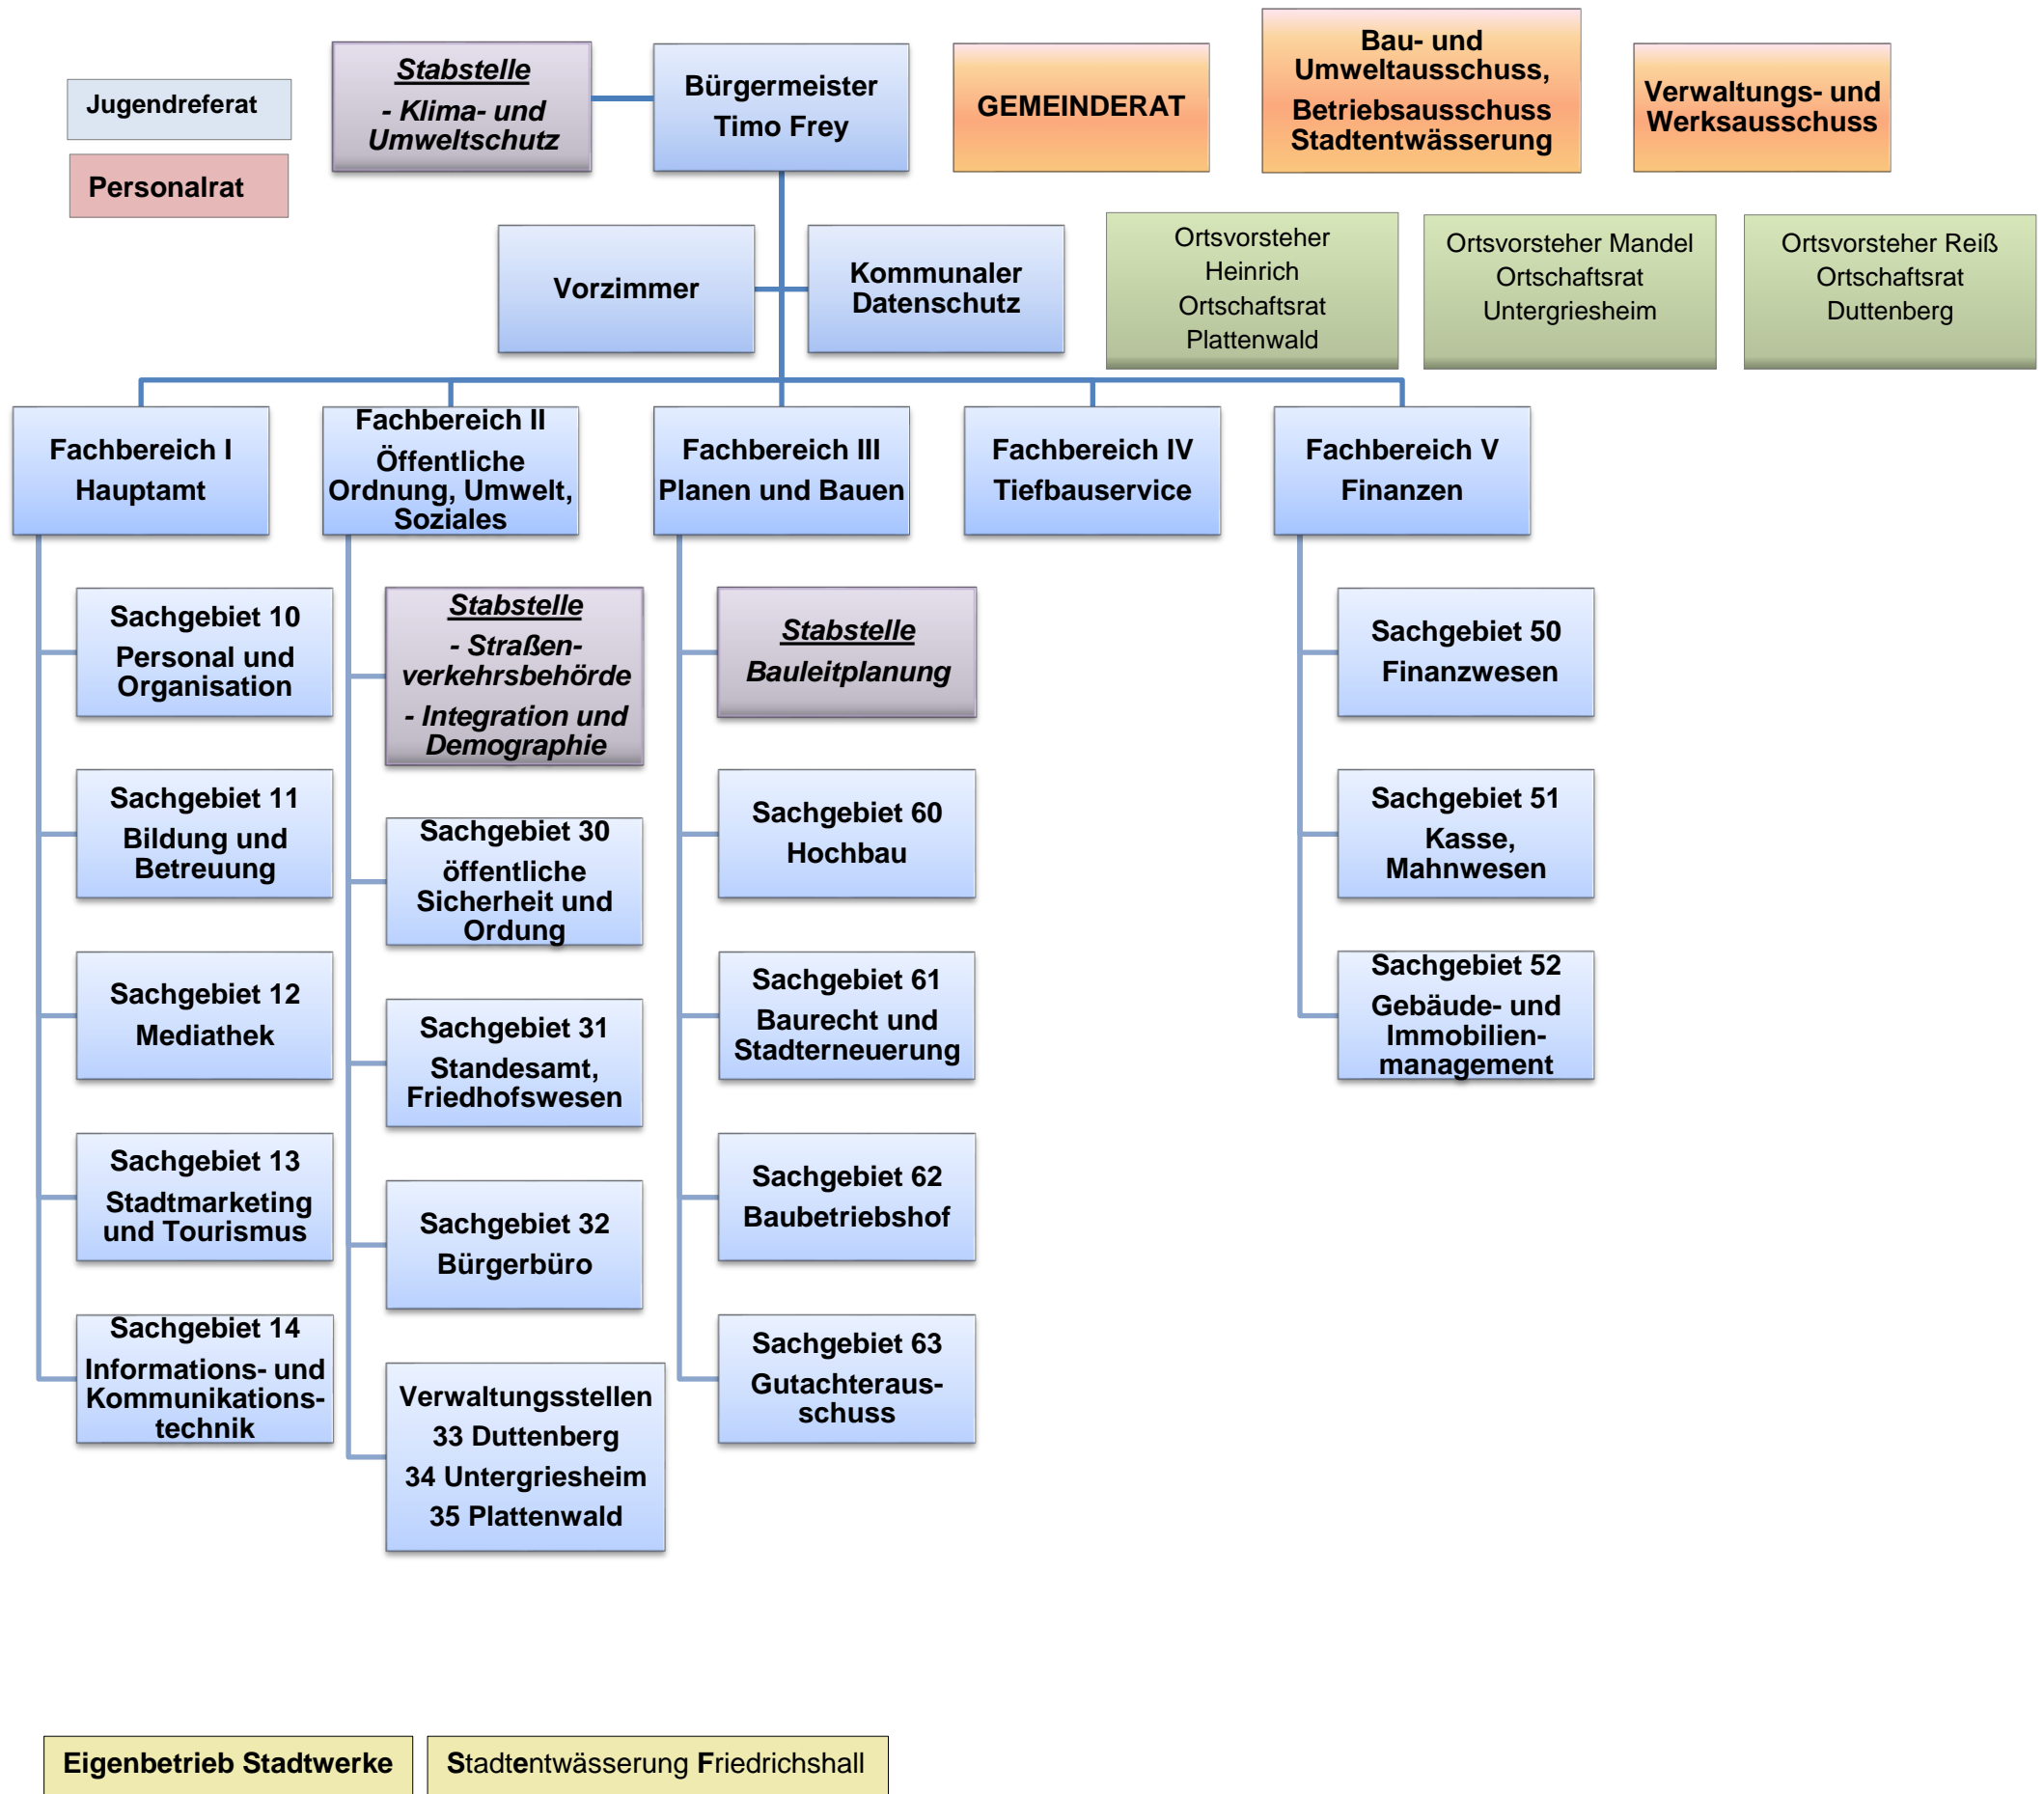 Jugendreferat
Personalrat
Stabstelle
- Klima- und
Umweltschutz
Bürgermeister
Timo Frey
GEMEINDERAT
Bau- und
Umweltausschuss,
Betriebsausschuss
Stadtentwässerung
Verwaltungs- und
Werksausschuss
Vorzimmer
Kommunaler
Datenschutz
Ortsvorsteher
Heinrich
Ortschaftsrat
Plattenwald
Ortsvorsteher Mandel
Ortschaftsrat
Untergriesheim
Ortsvorsteher Reiß
Ortschaftsrat
Duttenberg
Fachbereich I
Hauptamt
Sachgebiet 10
Personal und
Organisation
Sachgebiet 11
Bildung und
Betreuung
Sachgebiet 12
Mediathek
Sachgebiet 13
Stadtmarketing
und Tourismus
Sachgebiet 14
Informations- und
Kommunikations-
technik
Fachbereich II
Öffentliche
Ordnung, Umwelt,
Soziales
Stabstelle
- Straßen-
verkehrsbehörde
- Integration und
Demographie
Sachgebiet 30
öffentliche
Sicherheit und
Ordung
Sachgebiet 31
Standesamt,
Friedhofswesen
Sachgebiet 32
Bürgerbüro
Verwaltungsstellen
33 Duttenberg
34 Untergriesheim
35 Plattenwald
Fachbereich III
Planen und Bauen
Stabstelle
Bauleitplanung
Sachgebiet 60
Hochbau
Sachgebiet 61
Baurecht und
Stadterneuerung
Sachgebiet 62
Baubetriebshof
Sachgebiet 63
Gutachteraus-
schuss
Fachbereich IV
Tiefbauservice
Fachbereich V
Finanzen
Sachgebiet 50
Finanzwesen
Sachgebiet 51
Kasse,
Mahnwesen
Sachgebiet 52
Gebäude- und
Immobilien-
management
Eigenbetrieb Stadtwerke
Stadtentwässerung Friedrichshall